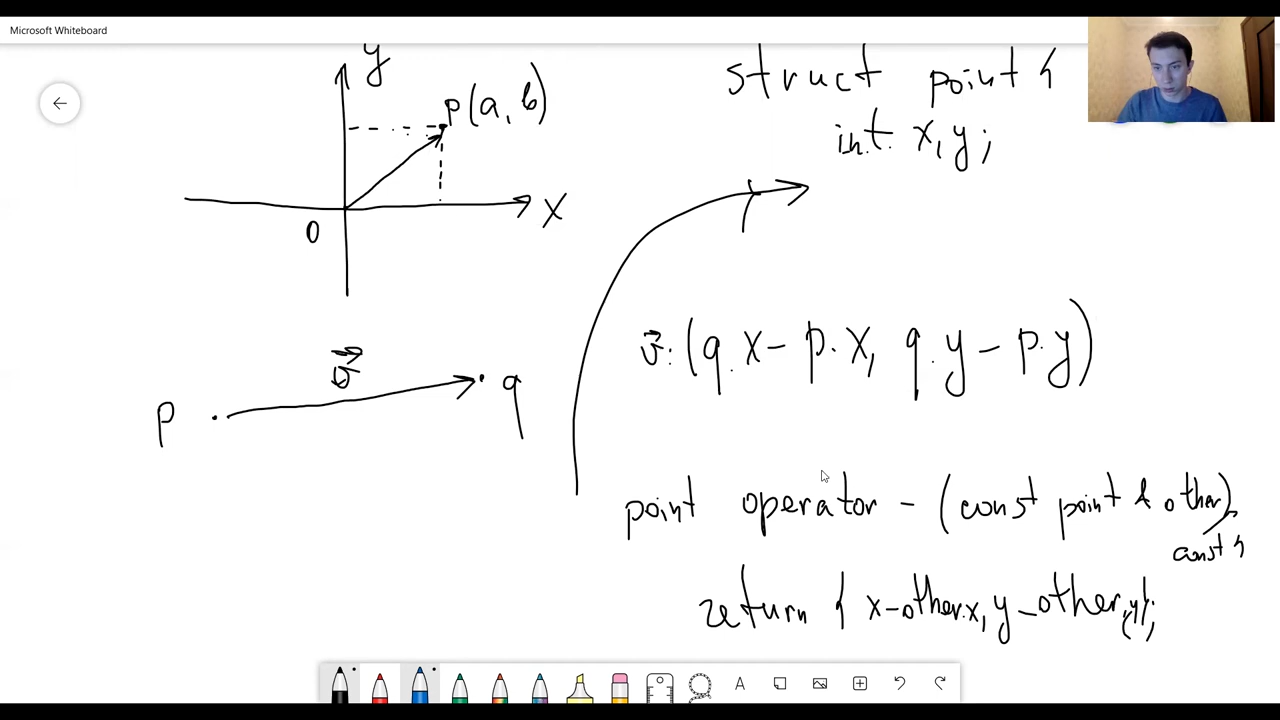 Microsoft Whiteboard
y
p(a, b)
0
x
struct point {
int x, y;
v⃗
p
q
v⃗: (q.x - p.x, q.y - p.y)
point operator - (const point & other)
const {
return { x-other.x, y-other.y};
A